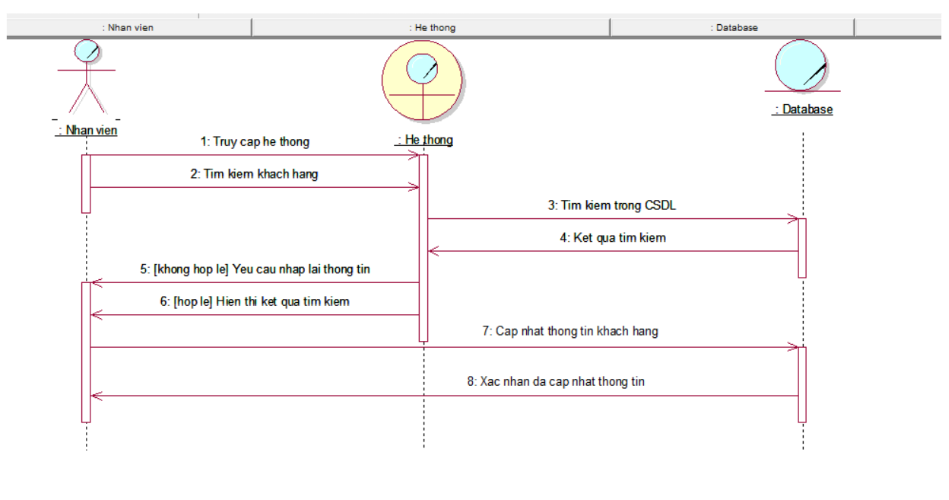 : Nhan vien
: He thong
: Database
: Nhan vien
: He thong
: Database
1: Truy cap he thong
2: Tim kiem khach hang
3: Tim kiem trong CSDL
4: Ket qua tim kiem
5: [khong hop le] Yeu cau nhap lai thong tin
6: [hop le] Hien thi ket qua tim kiem
7: Cap nhat thong tin khach hang
8: Xac nhan da cap nhat thong tin